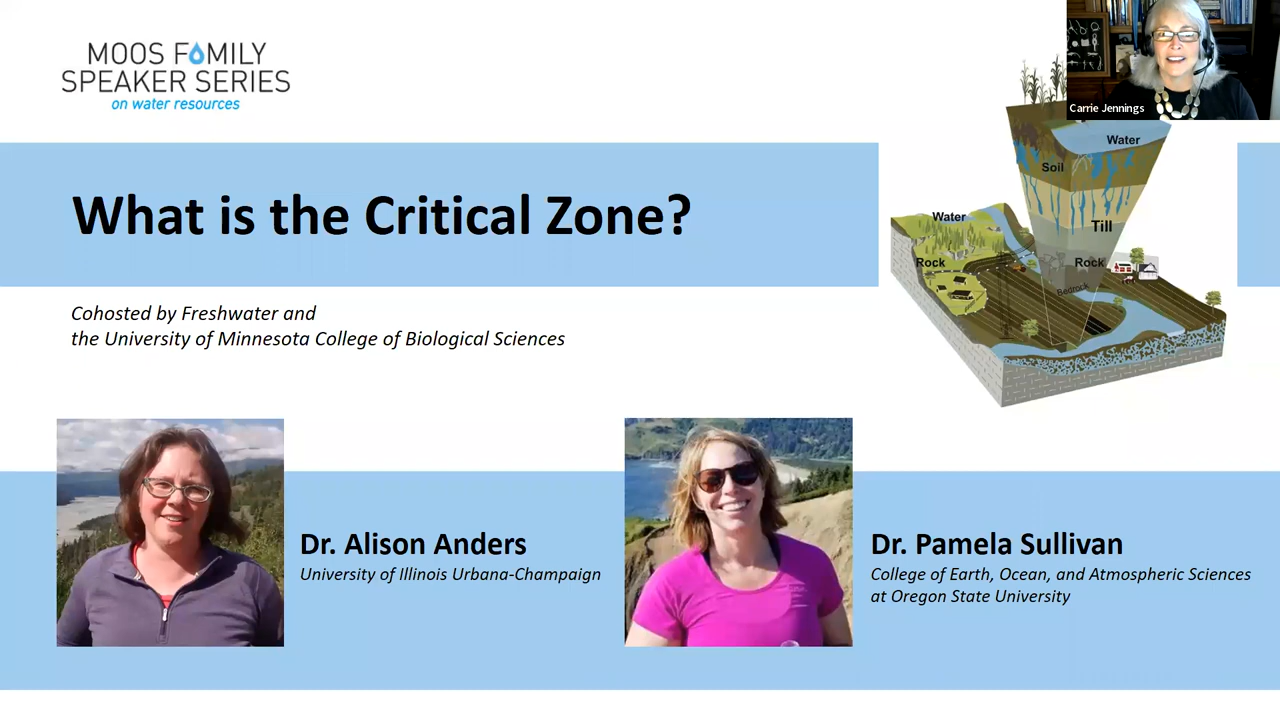 MOOS FAMILY
SPEAKER SERIES
on water resources
Carrie Jennings
What is the Critical Zone?
Water
Soil
Till
Water
Rock
Rock
Bedrock
Cohosted by Freshwater and
the University of Minnesota College of Biological Sciences
Dr. Alison Anders
University of Illinois Urbana-Champaign
Dr. Pamela Sullivan
College of Earth, Ocean, and Atmospheric Sciences
at Oregon State University